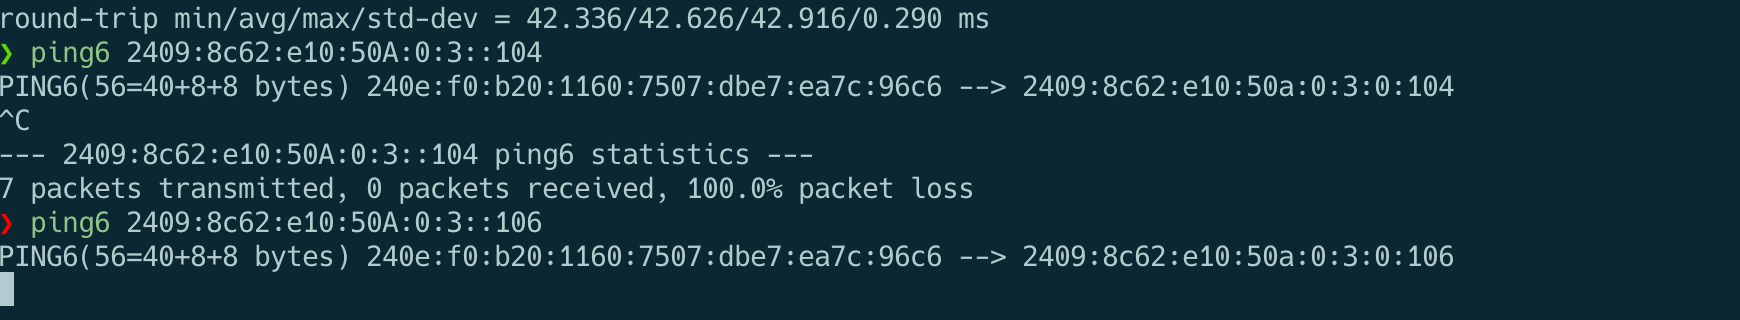 round-trip min/avg/max/std-dev = 42.336/42.626/42.916/0.290 ms
❯ ping6 2409:8c62:e10:50A:0:3::104
PING6(56=40+8+8 bytes) 240e:f0:b20:1160:7507:dbe7:ea7c:96c6 --> 2409:8c62:e10:50a:0:3:0:104
^C
--- 2409:8c62:e10:50A:0:3::104 ping6 statistics ---
7 packets transmitted, 0 packets received, 100.0% packet loss
❯ ping6 2409:8c62:e10:50A:0:3::106
PING6(56=40+8+8 bytes) 240e:f0:b20:1160:7507:dbe7:ea7c:96c6 --> 2409:8c62:e10:50a:0:3:0:106